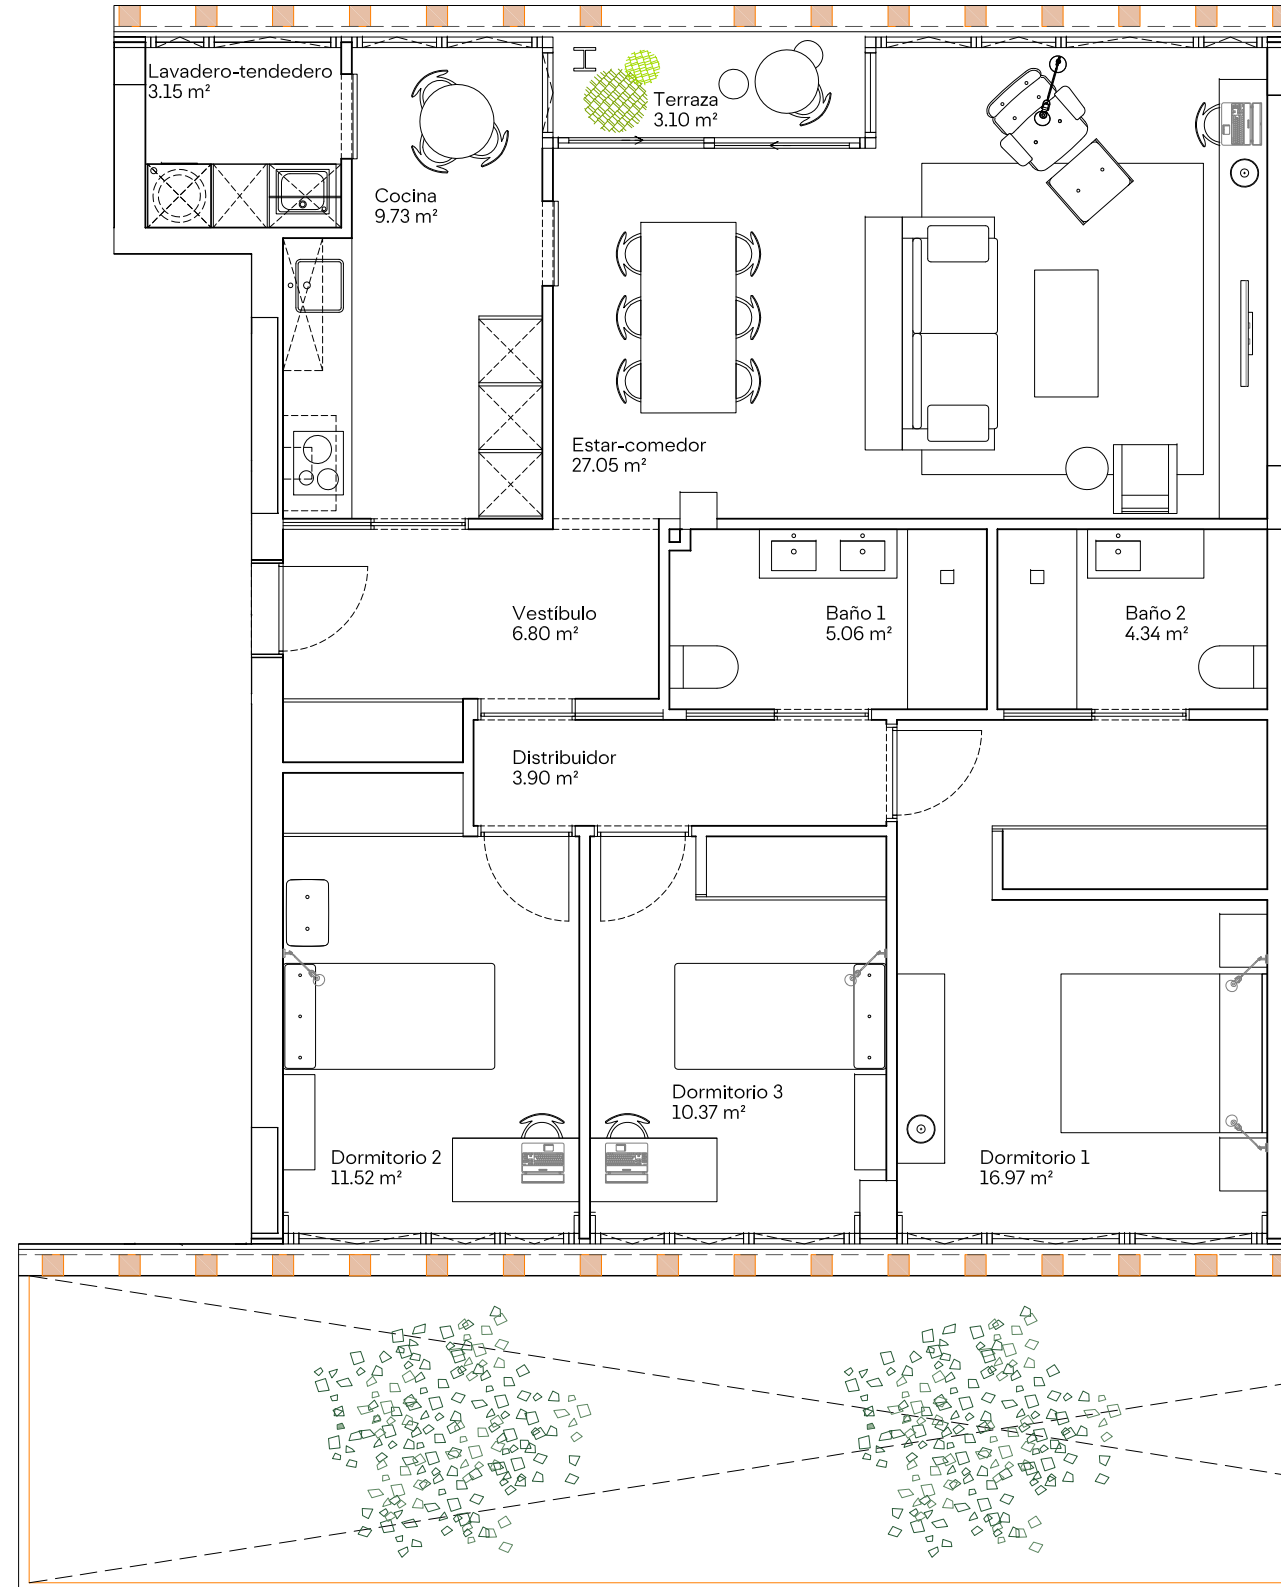 Lavadero-tendedero
3.15 m²
Terraza
3.10 m²
Cocina
9.73 m²
Estar-comedor
27.05 m²
Vestíbulo
6.80 m²
Baño 1
5.06 m²
Baño 2
4.34 m²
Distribuidor
3.90 m²
Dormitorio 3
10.37 m²
Dormitorio 2
11.52 m²
Dormitorio 1
16.97 m²